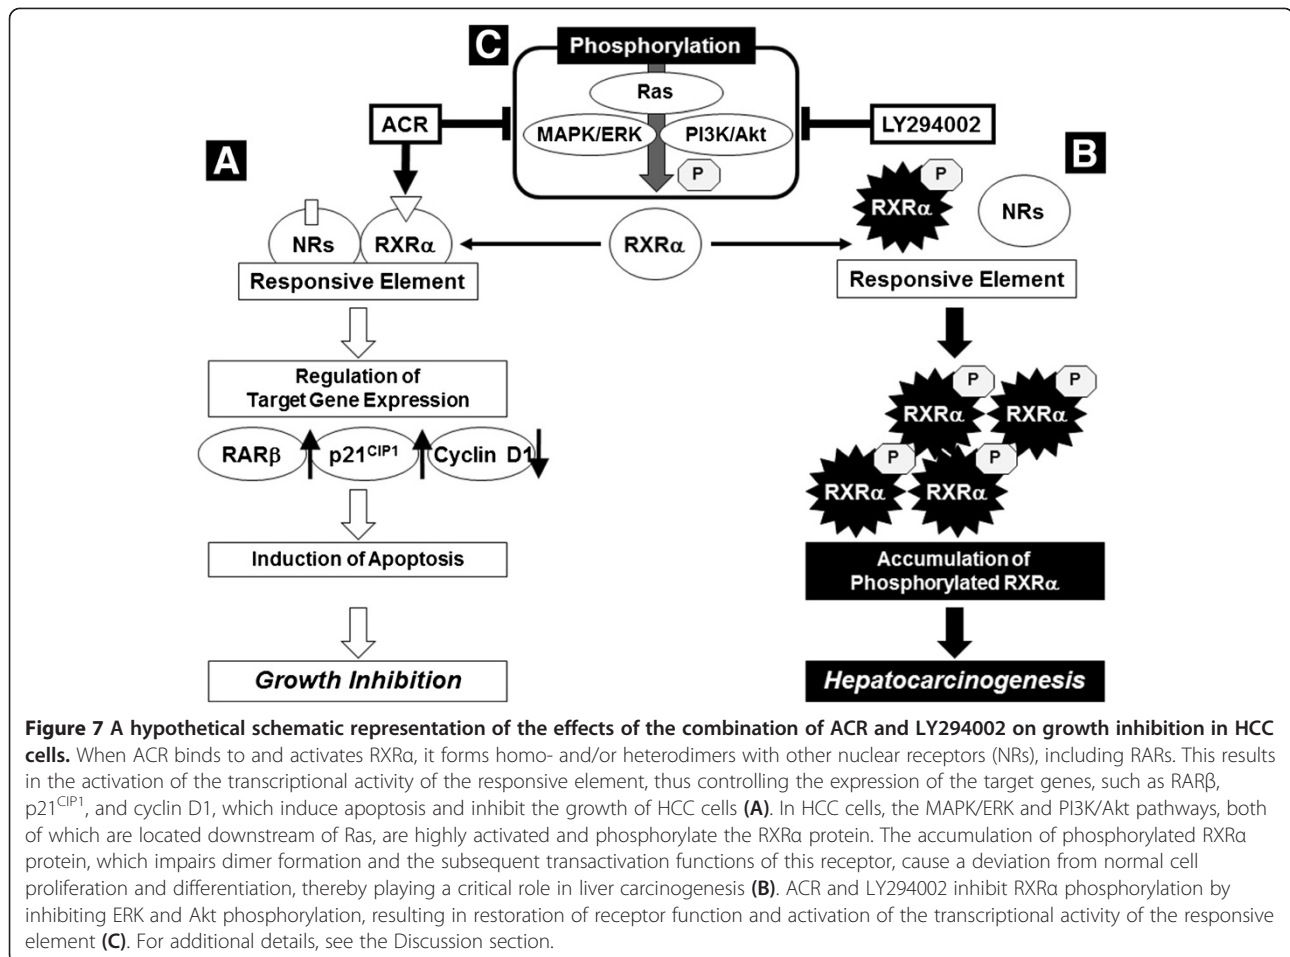 C
Phosphorylation
Ras
ACR
MAPK/ERK
PI3K/Akt
LY294002
A
B
P
P
RXRα
NRs
NRs
RXRα
RXRα
Responsive Element
Responsive Element
Regulation of
Target Gene Expression
P
P
RXRα
RXRα
RARβ
p21CIP1
Cyclin D1
P
P
RXRα
RXRα
Induction of Apoptosis
Accumulation of
Phosphorylated RXRα
Growth Inhibition
Hepatocarcinogenesis
Figure 7 A hypothetical schematic representation of the effects of the combination of ACR and LY294002 on growth inhibition in HCC
cells. When ACR binds to and activates RXRα, it forms homo- and/or heterodimers with other nuclear receptors (NRs), including RARs. This results
in the activation of the transcriptional activity of the responsive element, thus controlling the expression of the target genes, such as RARβ,
p21CIP1, and cyclin D1, which induce apoptosis and inhibit the growth of HCC cells (A). In HCC cells, the MAPK/ERK and PI3K/Akt pathways, both
of which are located downstream of Ras, are highly activated and phosphorylate the RXRα protein. The accumulation of phosphorylated RXRα
protein, which impairs dimer formation and the subsequent transactivation functions of this receptor, cause a deviation from normal cell
proliferation and differentiation, thereby playing a critical role in liver carcinogenesis (B). ACR and LY294002 inhibit RXRα phosphorylation by
inhibiting ERK and Akt phosphorylation, resulting in restoration of receptor function and activation of the transcriptional activity of the responsive
element (C). For additional details, see the Discussion section.